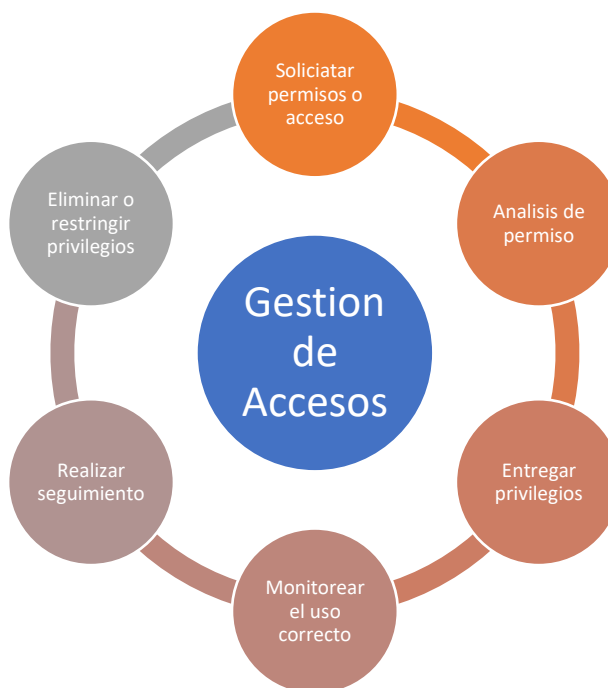 Soliciatar
permisos o
acceso
Analisis de
permiso
Entregar
privilegios
Monitorear
el uso
correcto
Realizar
seguimiento
Eliminar o
restringir
privilegios
Gestion
de
Accesos